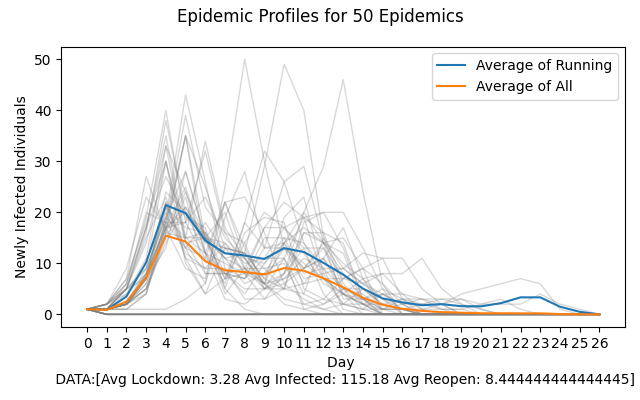 Epidemic Profiles for 50 Epidemics
Newly Infected Individuals
50
40
30
20
10
0
Average of Running
Average of All
0 1 2 3 4 5 6 7 8 9 10 11 12 13 14 15 16 17 18 19 20 21 22 23 24 25 26
Day
DATA:[Avg Lockdown: 3.28 Avg Infected: 115.18 Avg Reopen: 8.444444444444445]